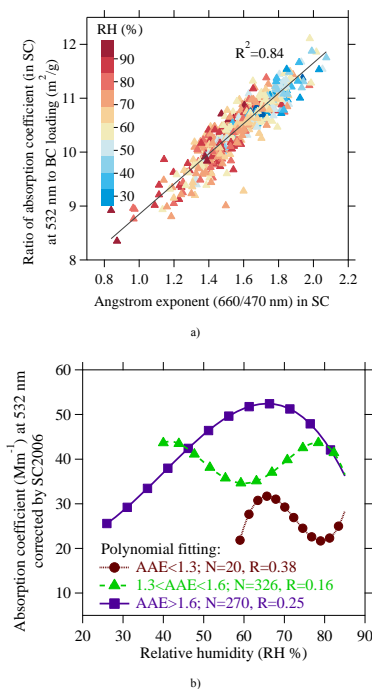 RH (%)
90
80
70
60
50
40
30
R²=0.84
12
11
10
9
8
Ratio of absorption coefficient (in SC)
at 532 nm to BC loading (m²/g)
0.8 1.0 1.2 1.4 1.6 1.8 2.0 2.2
Angstrom exponent (660/470 nm) in SC
a)
60
50
40
30
20
10
Absorption coefficient (Mm⁻¹) at 532 nm
corrected by SC2006
Polynomial fitting:
AAE<1.3; N=20, R=0.38
1.3<AAE<1.6; N=326, R=0.16
AAE>1.6; N=270, R=0.25
20 30 40 50 60 70 80 90
Relative humidity (RH %)
b)